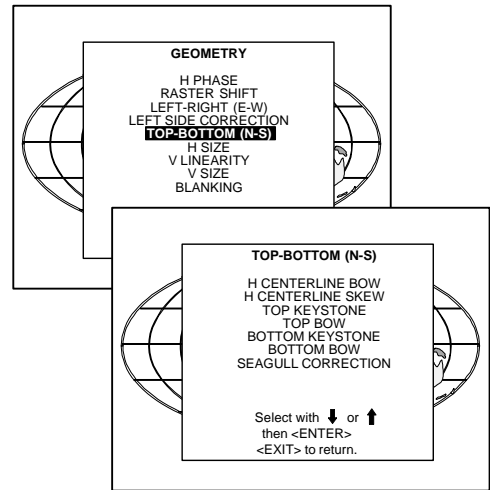 GEOMETRY
H PHASE
RASTER SHIFT
LEFT-RIGHT (E-W)
LEFT SIDE CORRECTION
TOP-BOTTOM (N-S)
H SIZE
V LINEARITY
V SIZE
BLANKING
TOP-BOTTOM (N-S)
H CENTERLINE BOW
H CENTERLINE SKEW
TOP KEYSTONE
TOP BOW
BOTTOM KEYSTONE
BOTTOM BOW
SEAGULL CORRECTION
Select with ⬇ or ⬆
then <ENTER>
<EXIT> to return.